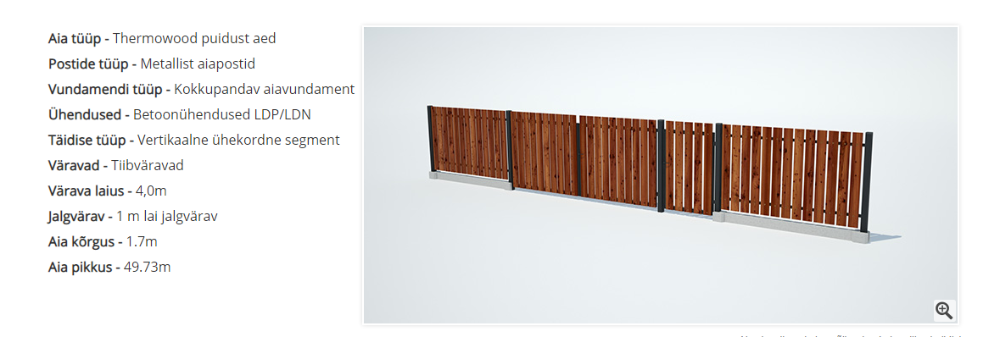 Aia tüüp - Thermowood puidust aed
Postide tüüp - Metallist aiapostid
Vundamendi tüüp - Kokkupandav aiavundament
Ühendused - Betoonühendused LDP/LDN
Täidise tüüp - Vertikaalne ühekordne segment
Väravad - Tiibväravad
Värava laius - 4,0m
Jalgvärav - 1 m lai jalgvärav
Aia kõrgus - 1.7m
Aia pikkus - 49.73m